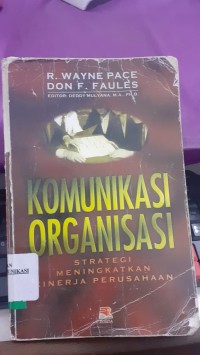 R. WAYNE PACE
DON F. FAULES
EDITOR: DEDDY MULYANA, M.A., Ph.D.
KOMUNIKASI
ORGANISASI
STRATEGI
MENINGKATKAN
KINERJA PERUSAHAAN